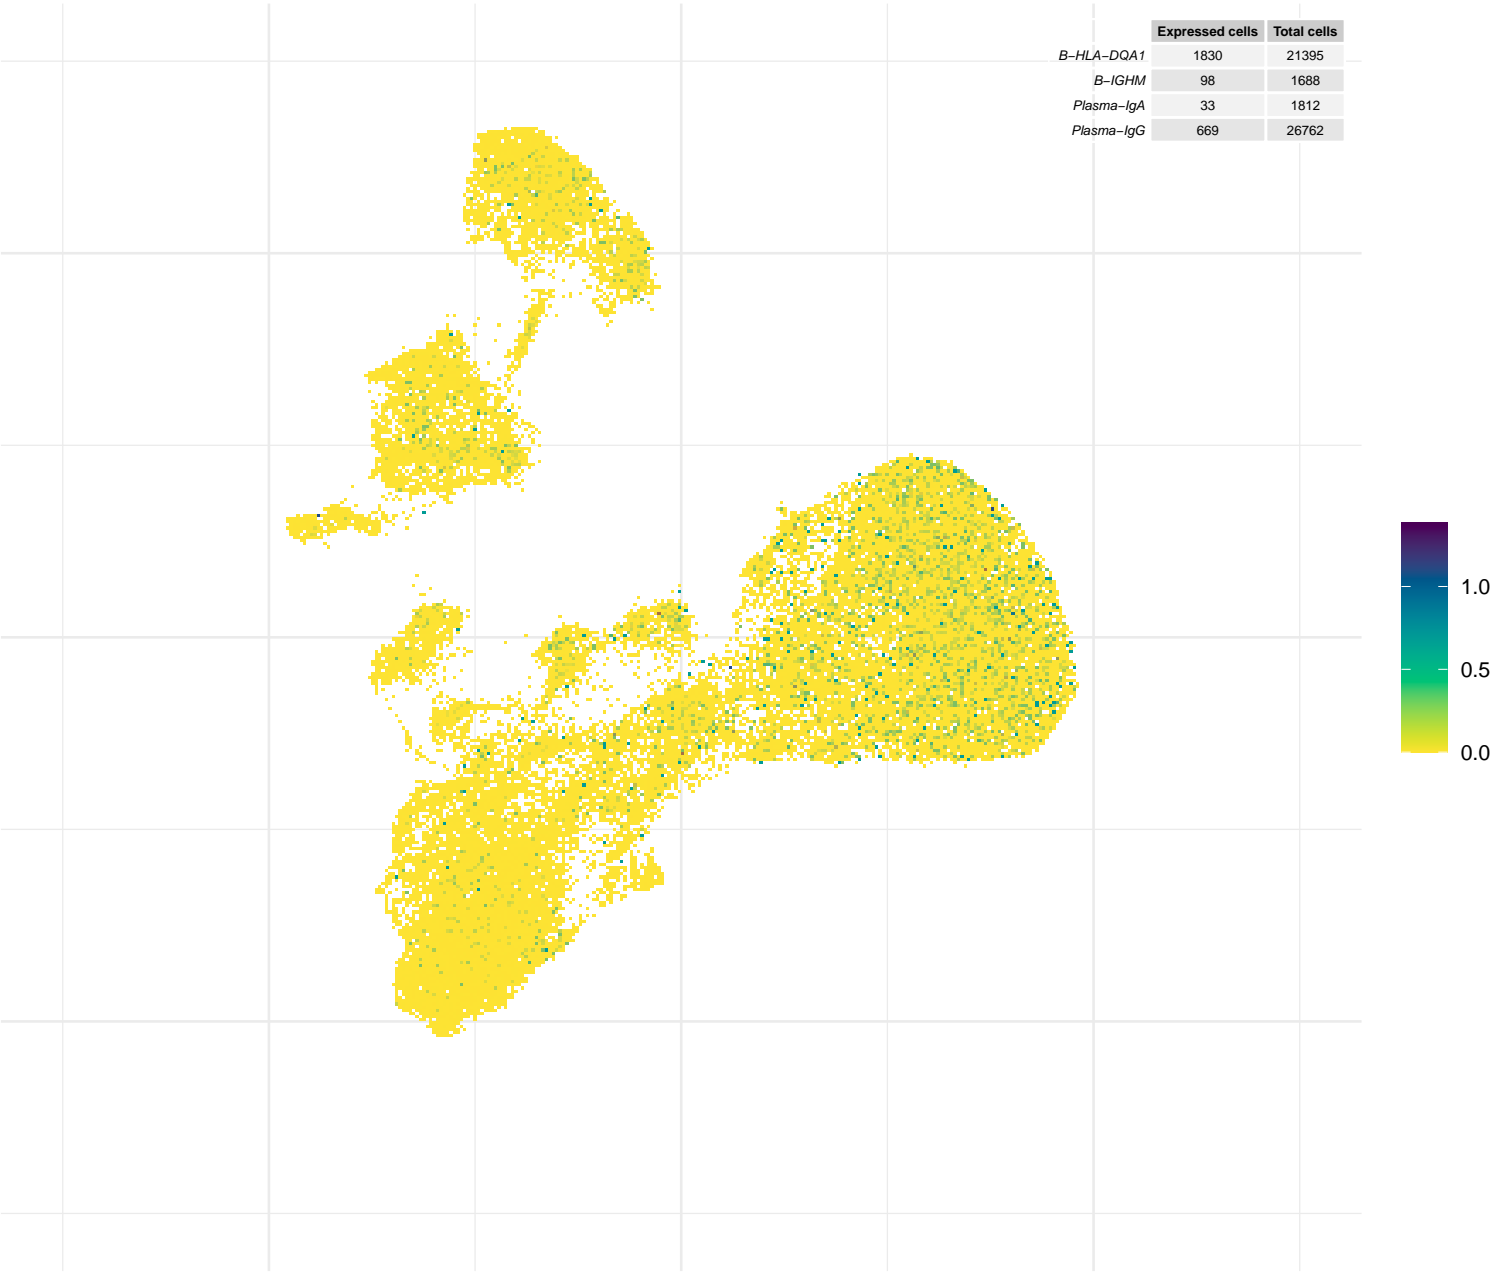 Expressed cells Total cells
B−HLA−DQA1 1830 21395
B−IGHM 98 1688
Plasma−IgA 33 1812
Plasma−IgG 669 26762
1.0
0.5
0.0